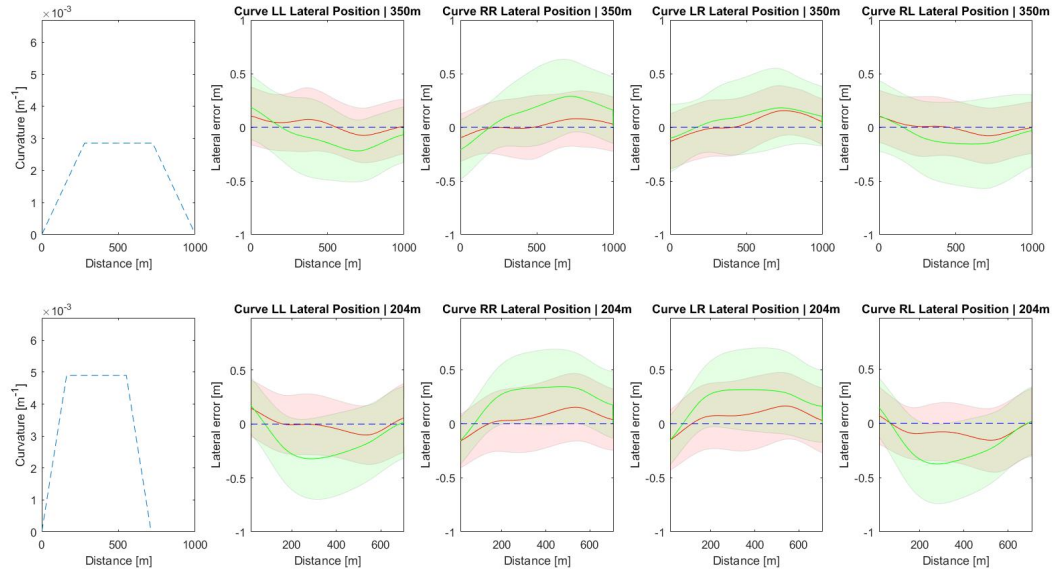 ×10⁻³
6
5
4
3
2
1
0
Curvature [m⁻¹]
0 500 1000
Distance [m]
Curve LL Lateral Position | 350m
1
0.5
0
-0.5
-1
Lateral error [m]
0 500 1000
Distance [m]
Curve RR Lateral Position | 350m
1
0.5
0
-0.5
-1
Lateral error [m]
0 500 1000
Distance [m]
Curve LR Lateral Position | 350m
1
0.5
0
-0.5
-1
Lateral error [m]
0 500 1000
Distance [m]
Curve RL Lateral Position | 350m
1
0.5
0
-0.5
-1
Lateral error [m]
0 500 1000
Distance [m]
×10⁻³
6
5
4
3
2
1
0
Curvature [m⁻¹]
0 500 1000
Distance [m]
Curve LL Lateral Position | 204m
1
0.5
0
-0.5
-1
Lateral error [m]
200 400 600
Distance [m]
Curve RR Lateral Position | 204m
1
0.5
0
-0.5
-1
Lateral error [m]
200 400 600
Distance [m]
Curve LR Lateral Position | 204m
1
0.5
0
-0.5
-1
Lateral error [m]
200 400 600
Distance [m]
Curve RL Lateral Position | 204m
1
0.5
0
-0.5
-1
Lateral error [m]
200 400 600
Distance [m]